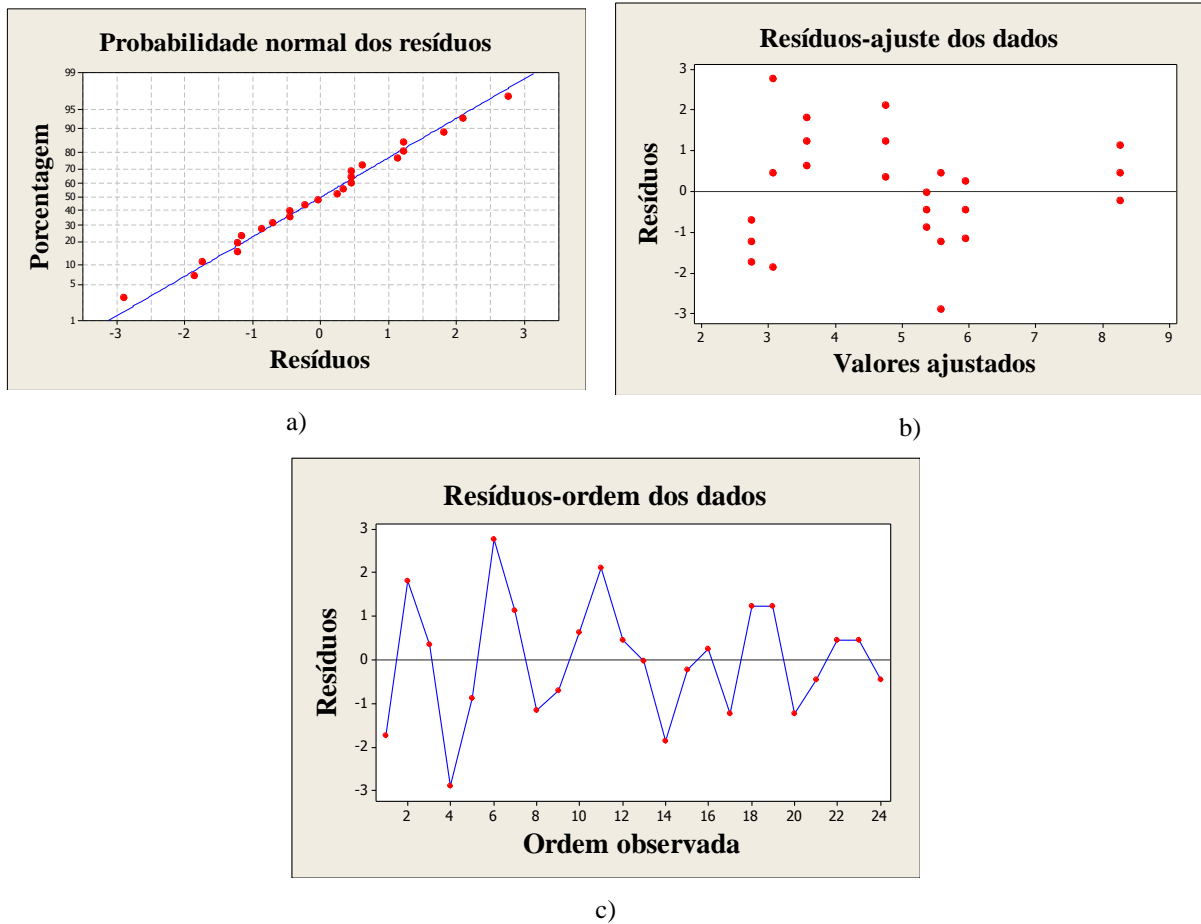 Probabilidade normal dos resíduos
99
95
90
80
70
60
50
40
30
20
10
5
1
Porcentagem
-3 -2 -1 0 1 2 3
Resíduos
a)
Resíduos-ajuste dos dados
3
2
1
0
-1
-2
-3
Resíduos
2 3 4 5 6 7 8 9
Valores ajustados
b)
Resíduos-ordem dos dados
3
2
1
0
-1
-2
-3
Resíduos
2 4 6 8 10 12 14 16 18 20 22 24
Ordem observada
c)